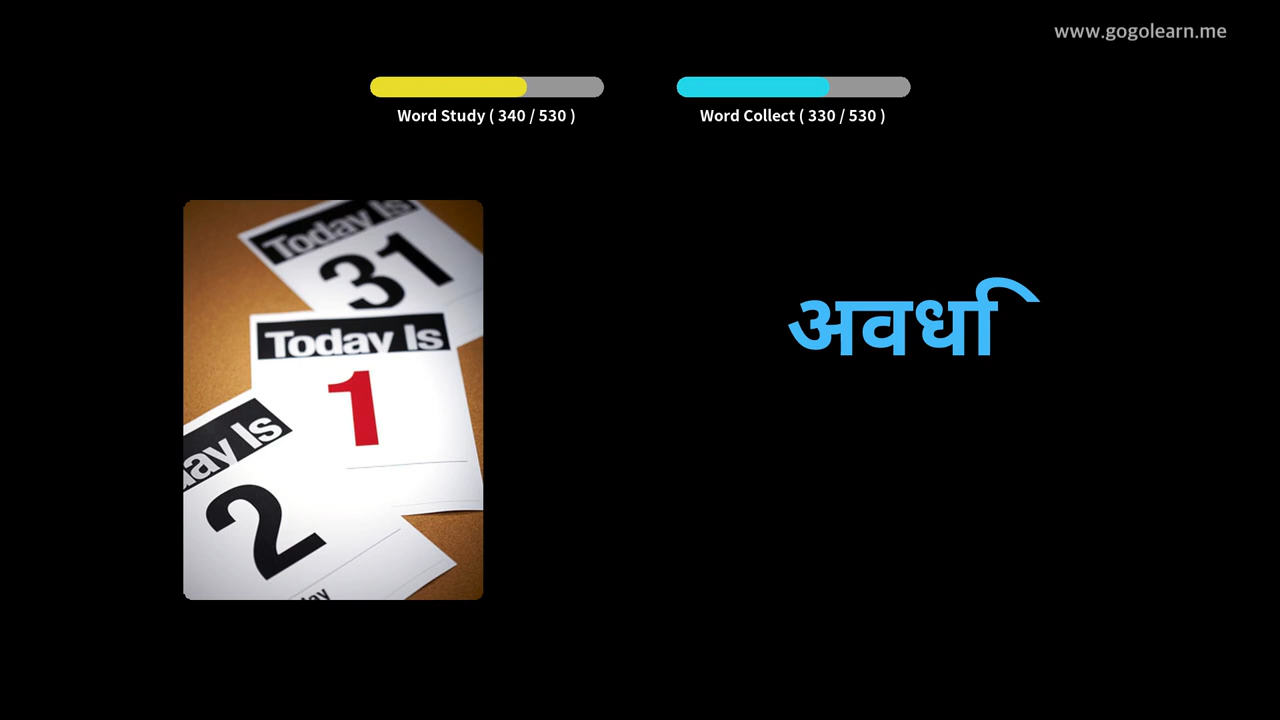 www.gogolearn.me
Word Study ( 340 / 530 )
Word Collect ( 330 / 530 )
Today Is
31
Today Is
1
ay Is
2
day
अवधि